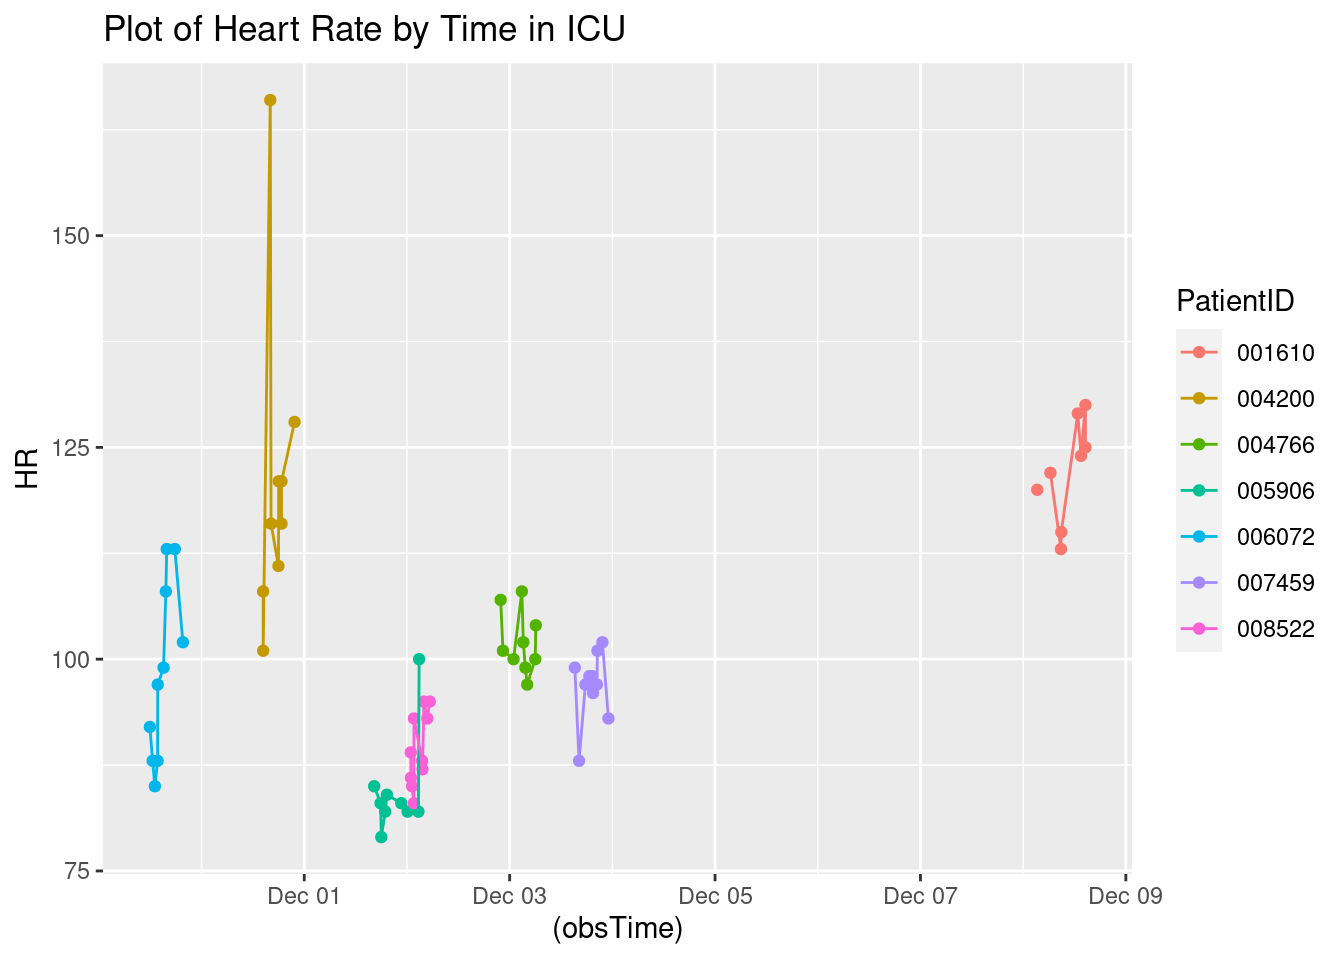 Plot of Heart Rate by Time in ICU
HR
150
125
100
75
Dec 01
Dec 03
Dec 05
Dec 07
Dec 09
(obsTime)
PatientID
001610
004200
004766
005906
006072
007459
008522